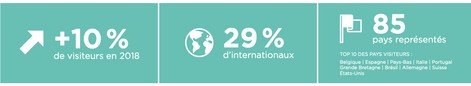 +10 %
de visiteurs en 2018
29 %
d'internationaux
85
pays représentés
TOP 10 DES PAYS VISITEURS :
Belgique | Espagne | Pays-Bas | Italie | Portugal
Grande Bretagne | Brésil | Allemagne | Suisse
États-Unis